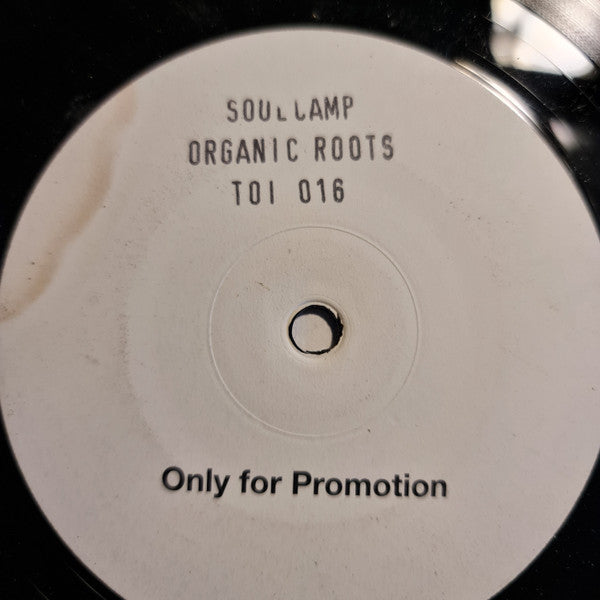 SOULCAMP
ORGANIC ROOTS
TOI 016
Only for Promotion